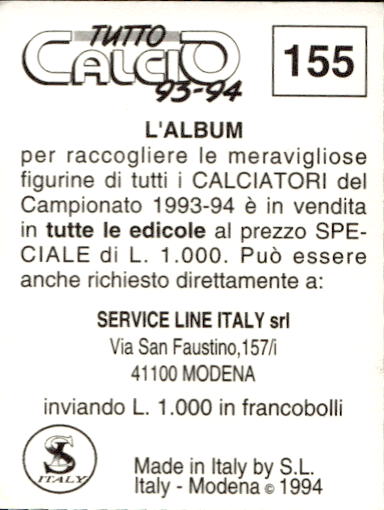 TUTTO
CALCIO
93-94
155
L'ALBUM
per raccogliere le meravigliose
figurine di tutti i CALCIATORI del
Campionato 1993-94 è in vendita
in tutte le edicole al prezzo SPE-
CIALE di L. 1.000. Può essere
anche richiesto direttamente a:
SERVICE LINE ITALY srl
Via San Faustino,157/i
41100 MODENA
inviando L. 1.000 in francobolli
SL
ITALY
Made in Italy by S.L.
Italy - Modena © 1994